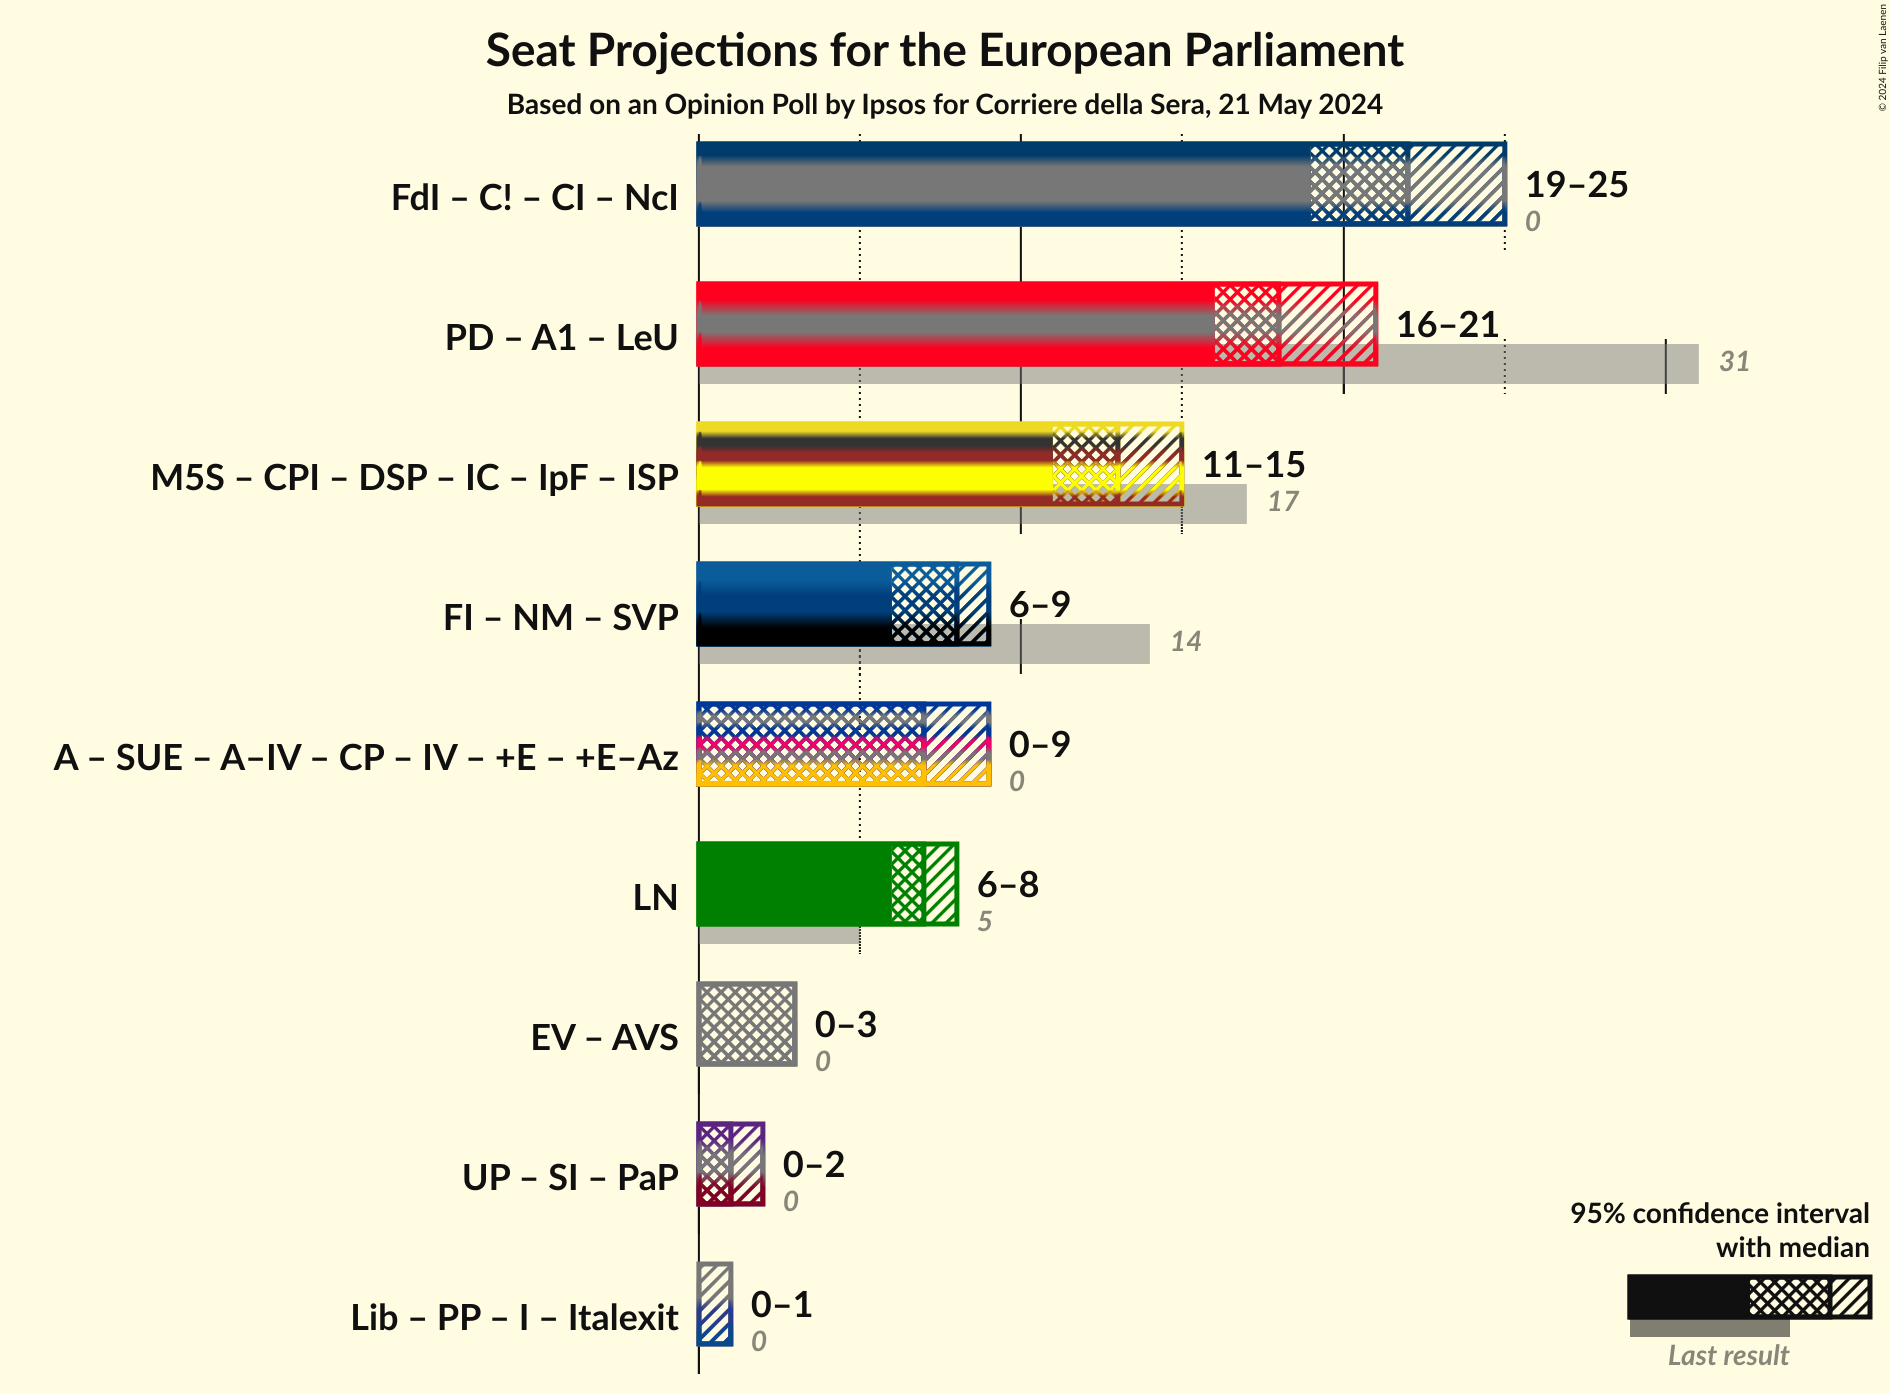 Seat Projections for the European Parliament
Based on an Opinion Poll by Ipsos for Corriere della Sera, 21 May 2024
© 2024 Filip van Laenen
FdI – C! – CI – NcI
19–25
0
PD – A1 – LeU
16–21
31
M5S – CPI – DSP – IC – IpF – ISP
11–15
17
FI – NM – SVP
6–9
14
A – SUE – A–IV – CP – IV – +E – +E–Az
0–9
0
LN
6–8
5
EV – AVS
0–3
0
UP – SI – PaP
0–2
0
Lib – PP – I – Italexit
0–1
0
95% confidence interval
with median
Last result